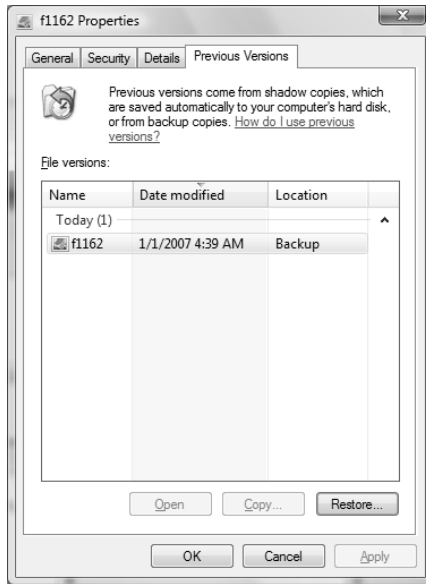 f1162 Properties
X
General Security Details Previous Versions
Previous versions come from shadow copies, which
are saved automatically to your computer's hard disk,
or from backup copies. How do I use previous
versions?
File versions:
Name Date modified Location
Today (1)
f1162 1/1/2007 4:39 AM Backup
Open Copy... Restore...
OK Cancel Apply